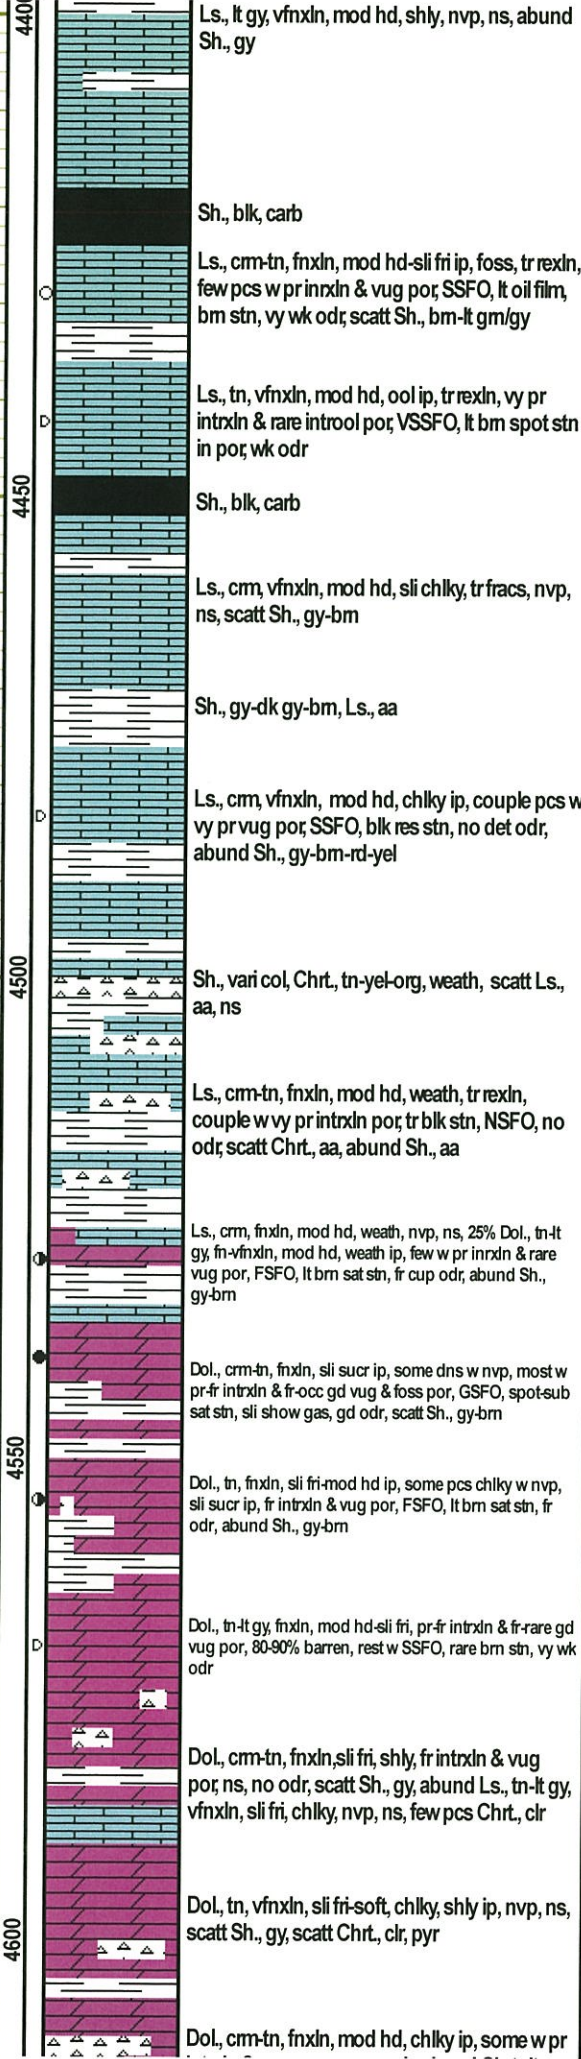 4400
Ls., lt gy, vfnxln, mod hd, shly, nvp, ns, abund
Sh., gy
Sh., blk, carb
Ls., crm-tn, fnxln, mod hd-sli fri ip, foss, tr rexln,
few pcs w pr inrxln & vug por, SSFO, lt oil film,
brn stn, vy wk odr, scatt Sh., brn-lt grn/gy
Ls., tn, vfnxln, mod hd, ool ip, tr rexln, vy pr
intrxln & rare introol por, VSSFO, lt brn spot stn
in por, wk odr
4450
Sh., blk, carb
Ls., crm, vfnxln, mod hd, sli chlky, tr fracs, nvp,
ns, scatt Sh., gy-brn
Sh., gy-dk gy-brn, Ls., aa
Ls., crm, vfnxln, mod hd, chlky ip, couple pcs w
vy pr vug por, SSFO, blk res stn, no det odr,
abund Sh., gy-brn-rd-yel
4500
Sh., vari col, Chrt., tn-yel-org, weath, scatt Ls.,
aa, ns
Ls., crm-tn, fnxln, mod hd, weath, tr rexln,
couple w vy pr intrxln por, tr blk stn, NSFO, no
odr, scatt Chrt., aa, abund Sh., aa
Ls., crm, fnxln, mod hd, weath, nvp, ns, 25% Dol., tn-lt
gy, fn-vfnxln, mod hd, weath ip, few w pr inrxln & rare
vug por, FSFO, lt brn sat stn, fr cup odr, abund Sh.,
gy-brn
Dol., crm-tn, fnxln, sli sucr ip, some dns w nvp, most w
pr-fr intrxln & fr-occ gd vug & foss por, GSFO, spot-sub
sat stn, sli show gas, gd odr, scatt Sh., gy-brn
4550
Dol., tn, fnxln, sli fri-mod hd ip, some pcs chlky w nvp,
sli sucr ip, fr intrxln & vug por, FSFO, lt brn sat stn, fr
odr, abund Sh., gy-brn
Dol., tn-lt gy, fnxln, mod hd-sli fri, pr-fr intrxln & fr-rare gd
vug por, 80-90% barren, rest w SSFO, rare brn stn, vy wk
odr
Dol., crm-tn, fnxln,sli fri, shly, fr intrxln & vug
por, ns, no odr, scatt Sh., gy, abund Ls., tn-lt gy,
vfnxln, sli fri, chlky, nvp, ns, few pcs Chrt., clr
4600
Dol., tn, vfnxln, sli fri-soft, chlky, shly ip, nvp, ns,
scatt Sh., gy, scatt Chrt., clr, pyr
Dol., crm-tn, fnxln, mod hd, chlky ip, some w pr